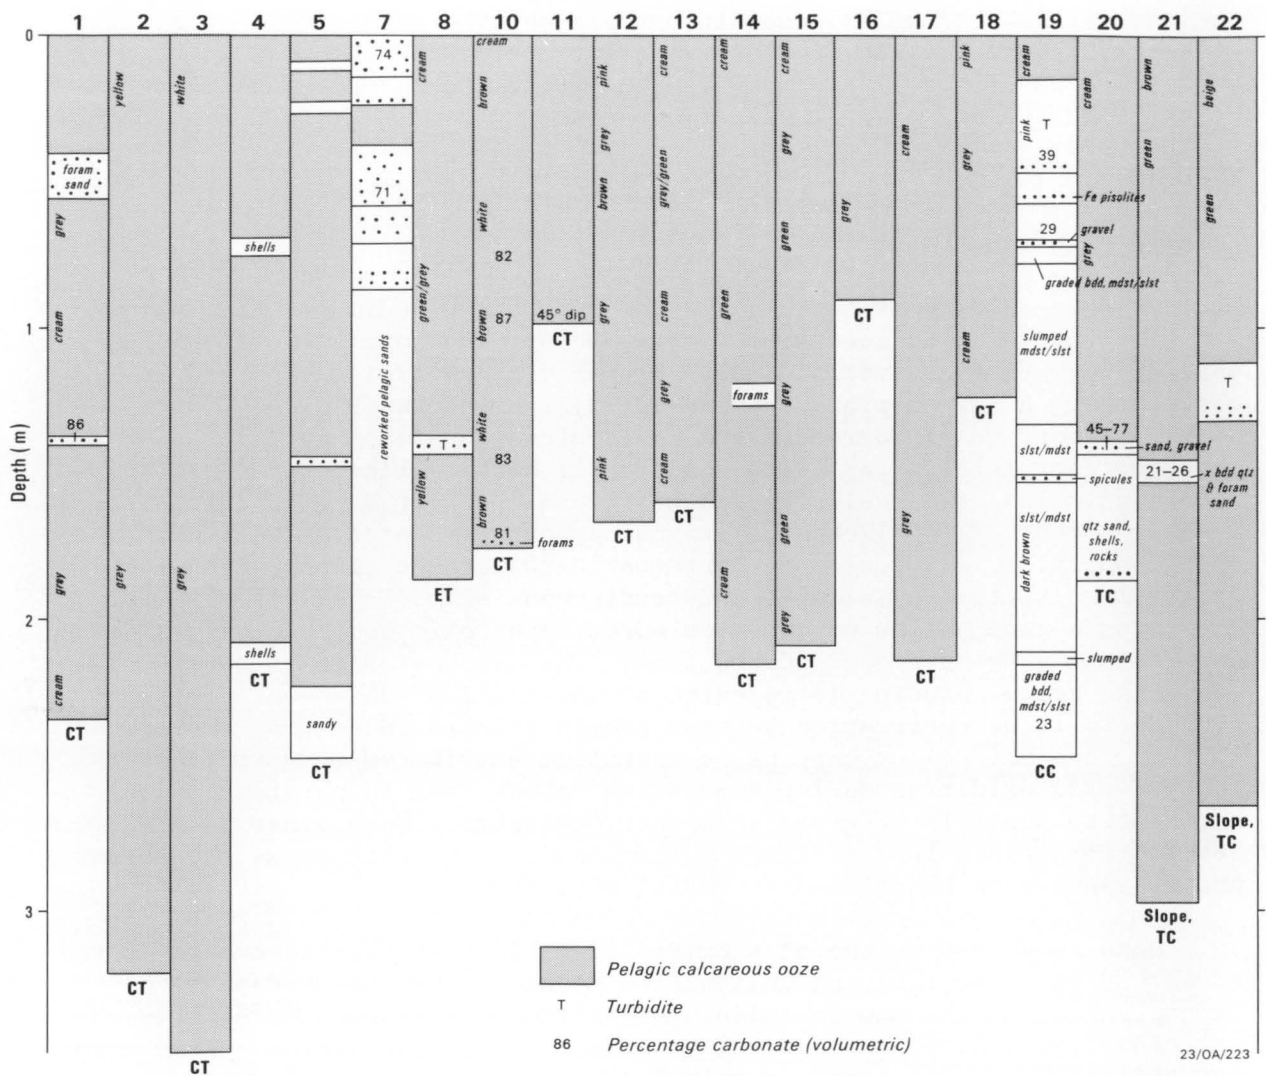 1 2 3 4 5 7 8 10 11 12 13 14 15 16 17 18 19 20 21 22
Depth (m)
0
1
2
3
foram
sand
grey
cream
86
T
grey
cream
CT
yellow
grey
CT
white
grey
CT
shells
shells
CT
sandy
CT
74
71
reworked pelagic sands
cream
green/grey
T
yellow
ET
cream
brown
white
82
87
brown
white
83
brown
81
forams
CT
45° dip
CT
pink
grey
brown
grey
pink
CT
cream
grey/green
cream
grey
cream
CT
cream
green
forams
cream
CT
cream
grey
green
grey
green
grey
CT
grey
CT
cream
grey
CT
pink
grey
cream
CT
cream
pink
T
39
Fe pisolites
29
gravel
graded bdd, mdst/slst
slumped
mdst/slst
slst/mdst
spicules
slst/mdst
dark brown
slumped
graded
bdd,
mdst/slst
23
CC
cream
grey
45–77
T
sand, gravel
qtz sand,
shells,
rocks
TC
brown
green
21–26
x bdd qtz
& foram
sand
Slope,
TC
beige
green
T
Slope,
TC
Pelagic calcareous ooze
T Turbidite
86 Percentage carbonate (volumetric)
23/OA/223